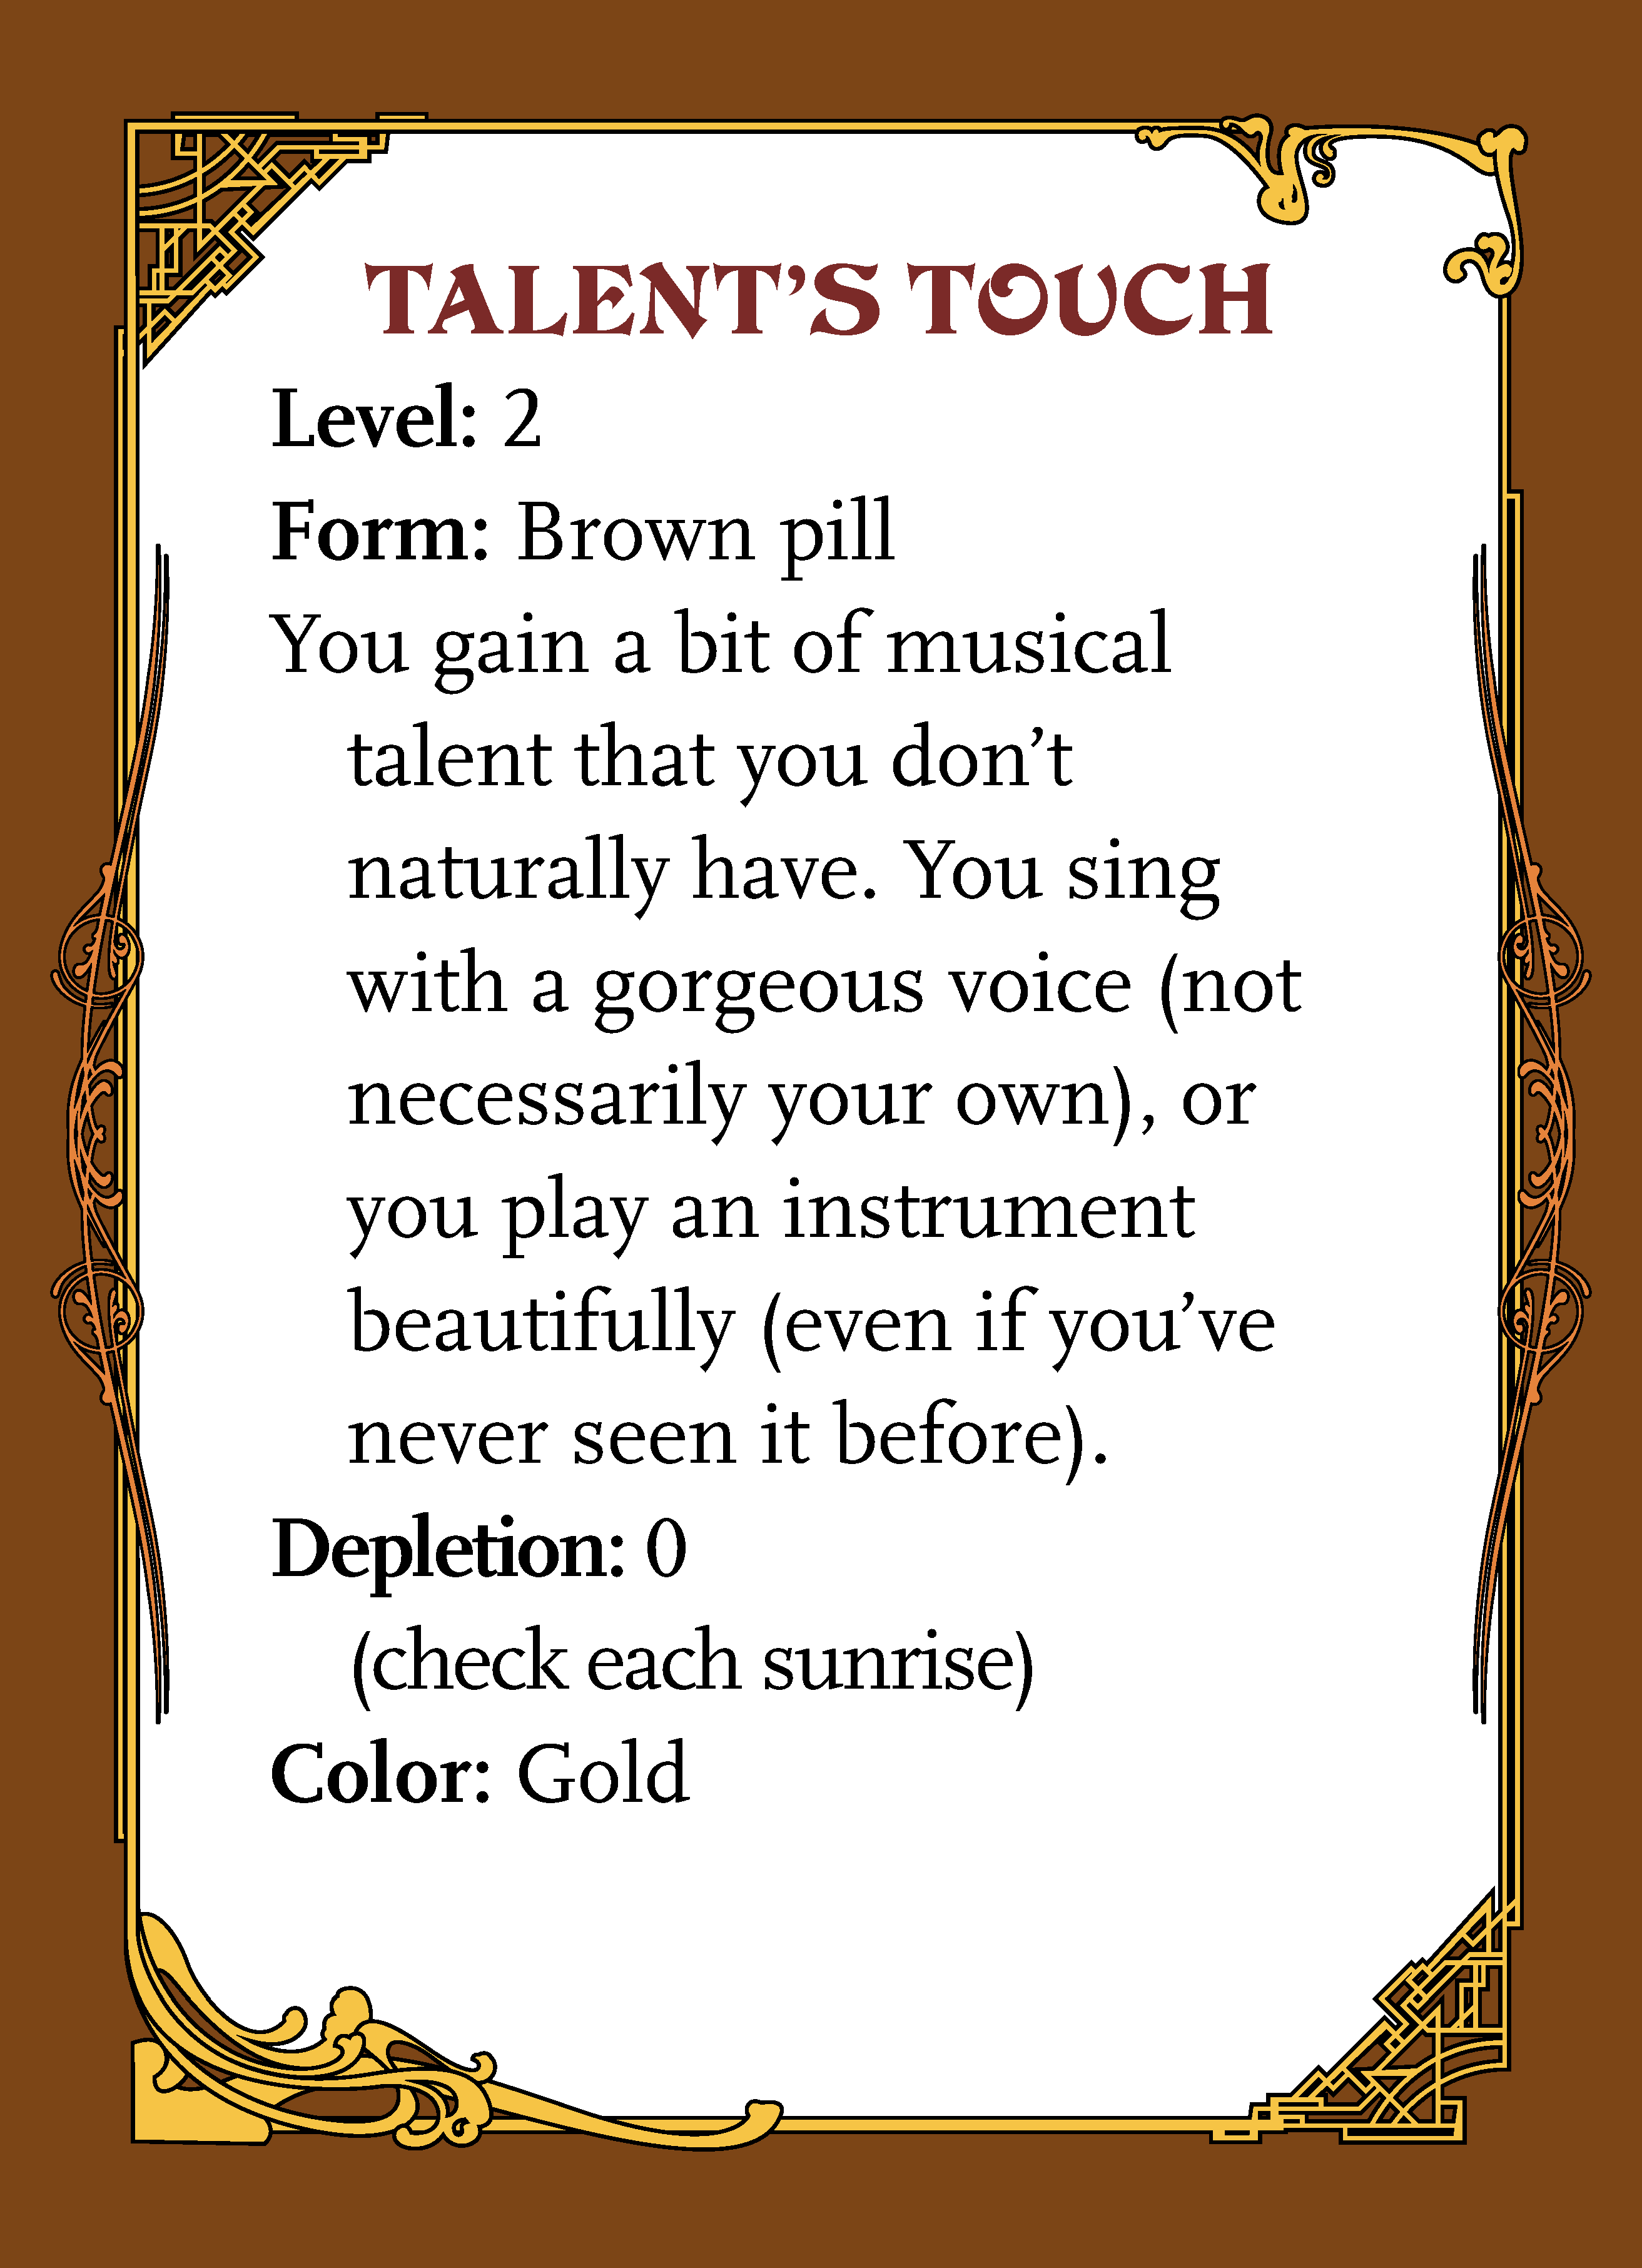 TALENT’S TOUCH
Level: 2
Form: Brown pill
You gain a bit of musical
talent that you don’t
naturally have. You sing
with a gorgeous voice (not
necessarily your own), or
you play an instrument
beautifully (even if you’ve
never seen it before).
Depletion: 0
(check each sunrise)
Color: Gold